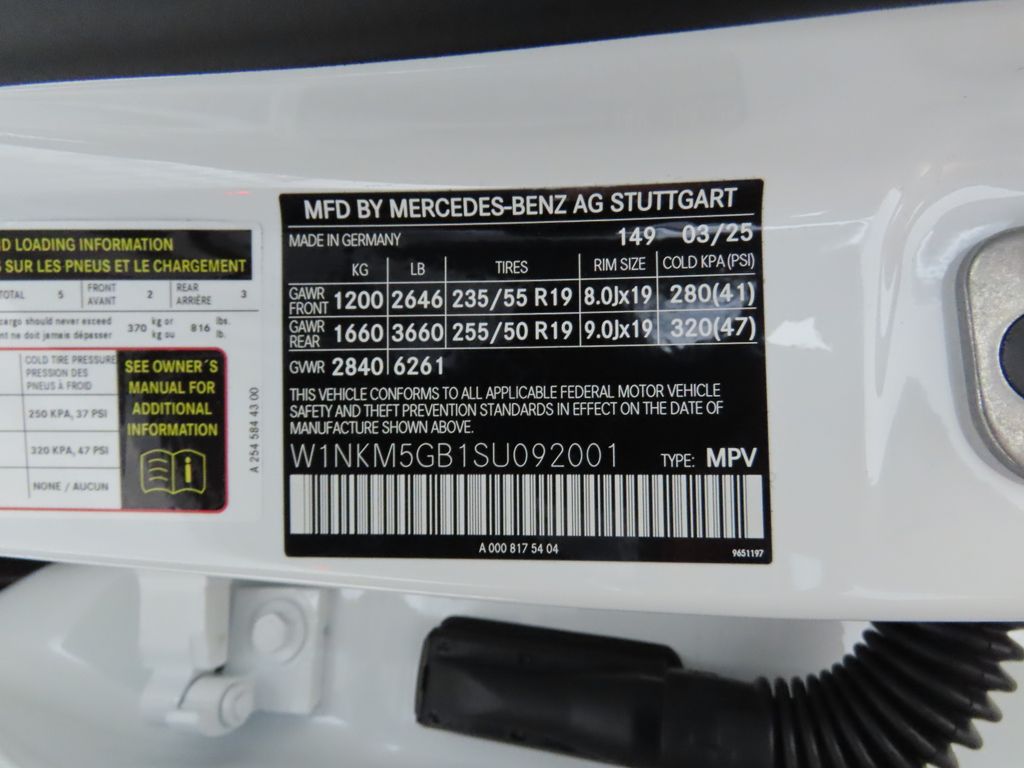 MFD BY MERCEDES-BENZ AG STUTTGART
MADE IN GERMANY 149 03/25
KG LB TIRES RIM SIZE COLD KPA (PSI)
GAWR FRONT 1200 2646 235/55 R19 8.0Jx19 280(41)
GAWR REAR 1660 3660 255/50 R19 9.0Jx19 320(47)
GVWR 2840 6261
THIS VEHICLE CONFORMS TO ALL APPLICABLE FEDERAL MOTOR VEHICLE
SAFETY AND THEFT PREVENTION STANDARDS IN EFFECT ON THE DATE OF
MANUFACTURE SHOWN ABOVE.
W1NKM5GB1SU092001 TYPE: MPV
A 000 817 54 04
9651197
LOADING INFORMATION
SUR LES PNEUS ET LE CHARGEMENT
TOTAL 5 FRONT AVANT 2 REAR ARRIÈRE 3
cargo should never exceed 370 kg or 816 lbs.
ne doit jamais dépasser kg ou lb.
COLD TIRE PRESSURE
PRESSION DES
PNEUS À FROID
250 KPA, 37 PSI
320 KPA, 47 PSI
NONE / AUCUN
SEE OWNER´S
MANUAL FOR
ADDITIONAL
INFORMATION
A 254 584 43 00